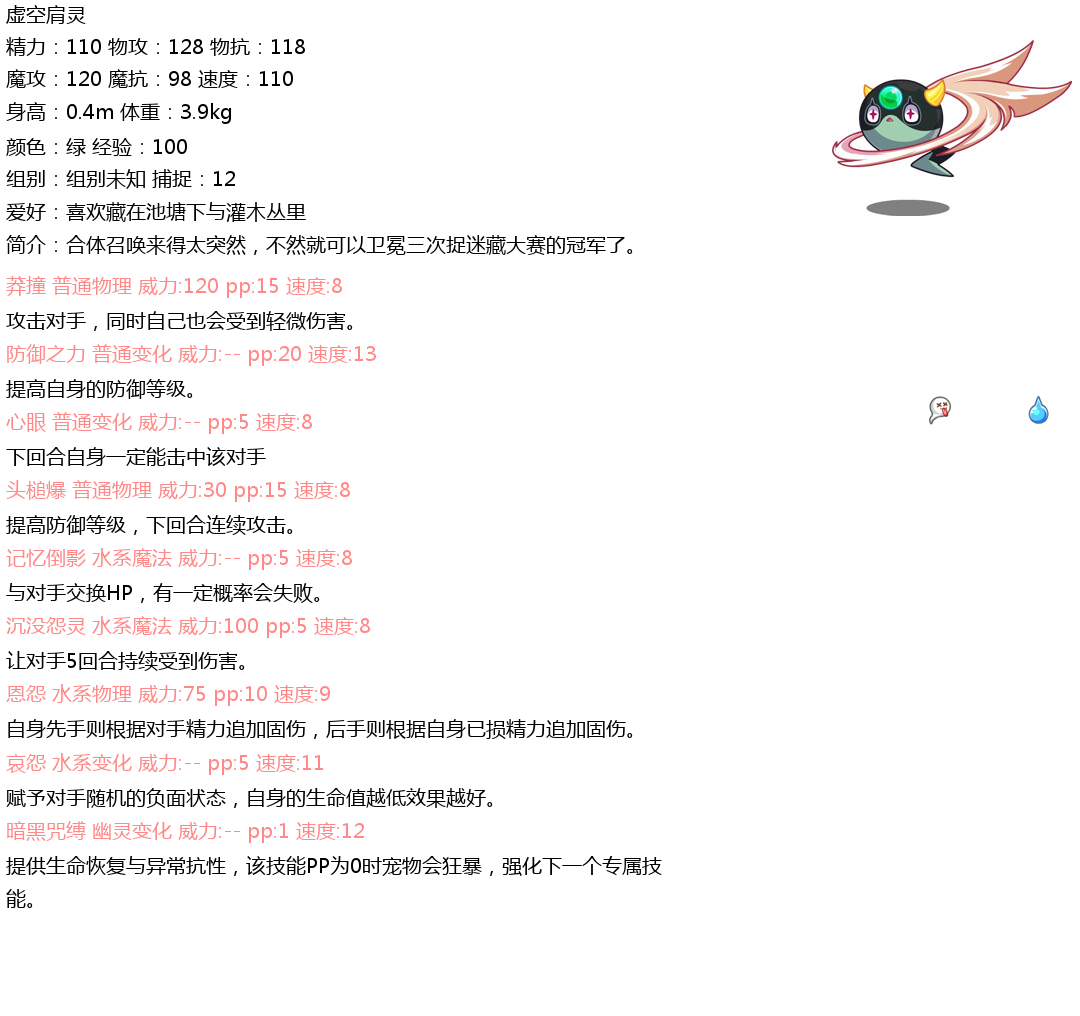 虚空肩灵
精力：110 物攻：128 物抗：118
魔攻：120 魔抗：98 速度：110
身高：0.4m 体重：3.9kg
颜色：绿 经验：100
组别：组别未知 捕捉：12
爱好：喜欢藏在池塘下与灌木丛里
简介：合体召唤来得太突然，不然就可以卫冕三次捉迷藏大赛的冠军了。
莽撞 普通物理 威力:120 pp:15 速度:8
攻击对手，同时自己也会受到轻微伤害。
防御之力 普通变化 威力:-- pp:20 速度:13
提高自身的防御等级。
心眼 普通变化 威力:-- pp:5 速度:8
下回合自身一定能击中该对手
头槌爆 普通物理 威力:30 pp:15 速度:8
提高防御等级，下回合连续攻击。
记忆倒影 水系魔法 威力:-- pp:5 速度:8
与对手交换HP，有一定概率会失败。
沉没怨灵 水系魔法 威力:100 pp:5 速度:8
让对手5回合持续受到伤害。
恩怨 水系物理 威力:75 pp:10 速度:9
自身先手则根据对手精力追加固伤，后手则根据自身已损精力追加固伤。
哀怨 水系变化 威力:-- pp:5 速度:11
赋予对手随机的负面状态，自身的生命值越低效果越好。
暗黑咒缚 幽灵变化 威力:-- pp:1 速度:12
提供生命恢复与异常抗性，该技能PP为0时宠物会狂暴，强化下一个专属技
能。